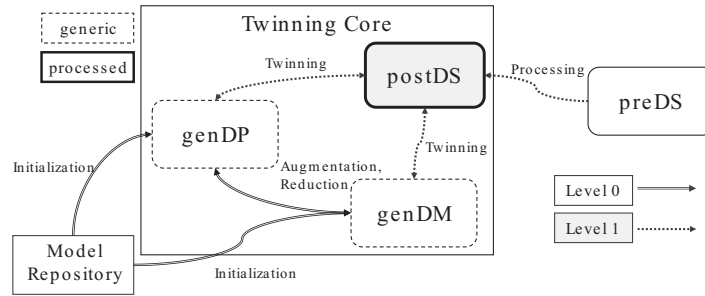 generic
processed
Twinning Core
Twinning
postDS
Processing
preDS
genDP
Twinning
Initialization
Augmentation,
Reduction
genDM
Level 0
Level 1
Model
Repository
Initialization